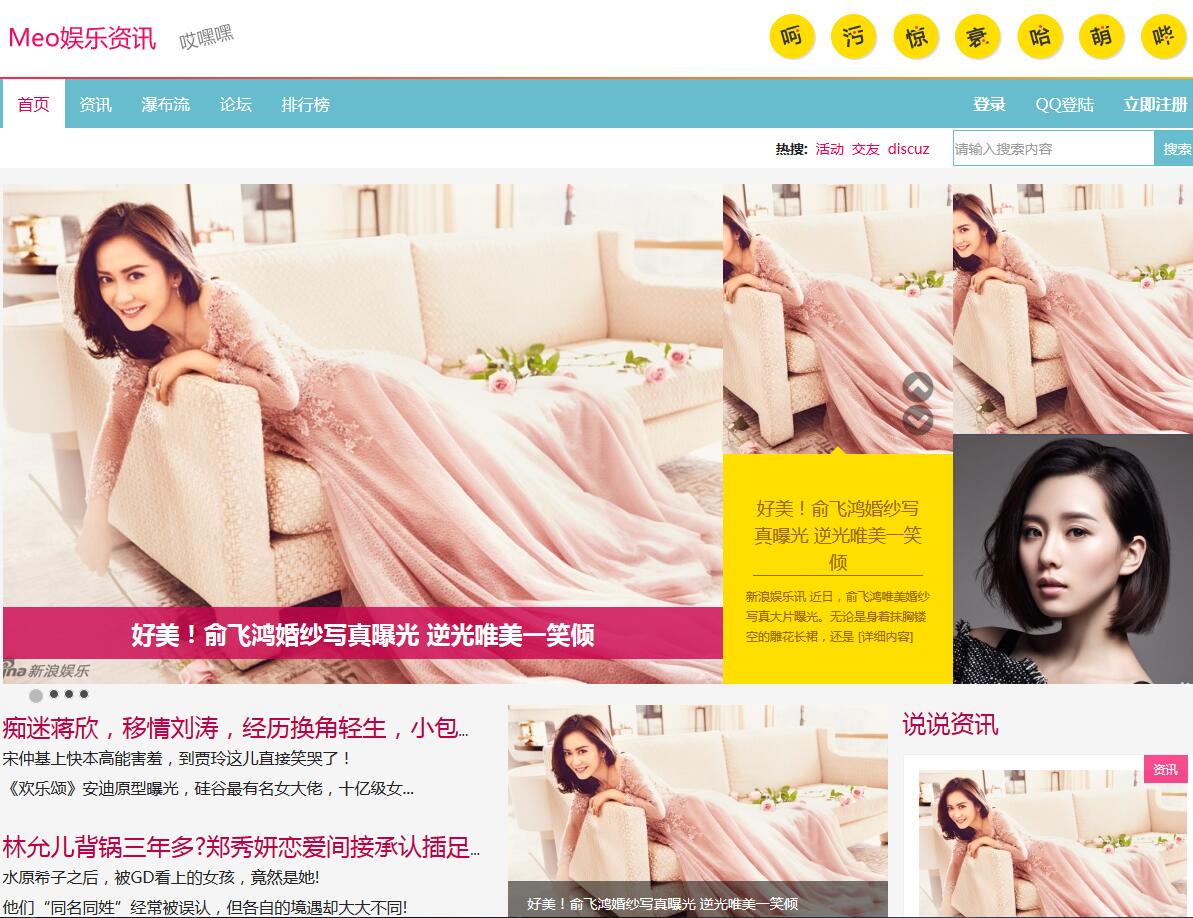 Meo娱乐资讯
哎嘿嘿
呵 污 惊 衰 哈 萌 哗
首页 资讯 瀑布流 论坛 排行榜 登录 QQ登陆 立即注册
热搜: 活动 交友 discuz 请输入搜索内容 搜索
好美！俞飞鸿婚纱写真曝光 逆光唯美一笑倾
新浪娱乐
好美！俞飞鸿婚纱写
真曝光 逆光唯美一笑
倾
新浪娱乐讯 近日，俞飞鸿唯美婚纱
写真大片曝光。无论是身着抹胸镂
空的雕花长裙，还是 [详细内容]
痴迷蒋欣，移情刘涛，经历换角轻生，小包...
宋仲基上快本高能害羞，到贾玲这儿直接笑哭了！
《欢乐颂》安迪原型曝光，硅谷最有名女大佬，十亿级女...
林允儿背锅三年多?郑秀妍恋爱间接承认插足...
水原希子之后，被GD看上的女孩，竟然是她!
他们“同名同姓”经常被误认，但各自的境遇却大大不同!
好美！俞飞鸿婚纱写真曝光 逆光唯美一笑倾
说说资讯
资讯